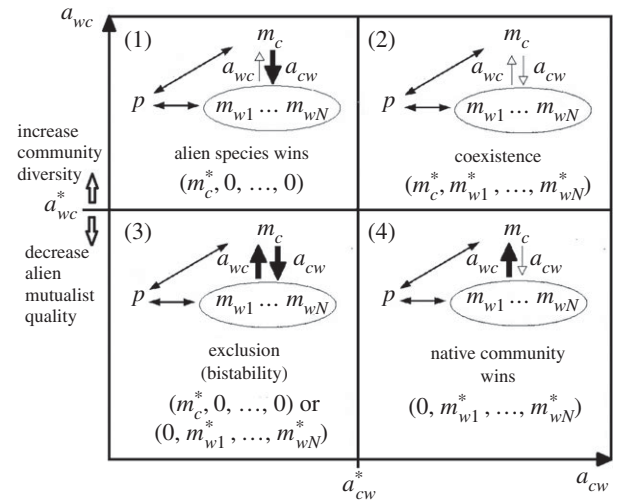 a_wc
(1)
m_c
a_wc a_cw
p
m_w1 ... m_wN
alien species wins
(m_c^*, 0, ..., 0)
(2)
m_c
a_wc a_cw
p
m_w1 ... m_wN
coexistence
(m_c^*, m_w1^*, ..., m_wN^*)
increase
community
diversity
a_wc^*
decrease
alien
mutualist
quality
(3)
m_c
a_wc a_cw
p
m_w1 ... m_wN
exclusion
(bistability)
(m_c^*, 0, ..., 0) or
(0, m_w1^*, ..., m_wN^*)
(4)
m_c
a_wc a_cw
p
m_w1 ... m_wN
native community
wins
(0, m_w1^*, ..., m_wN^*)
a_cw^*
a_cw